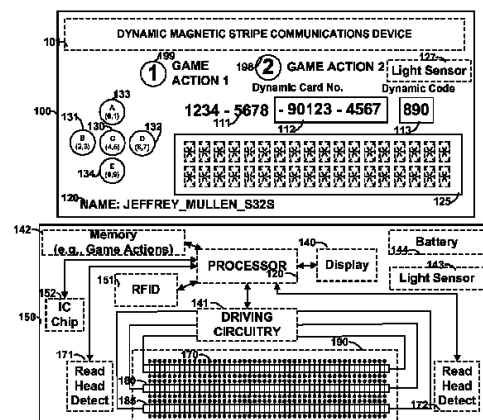 DYNAMIC MAGNETIC STRIPE COMMUNICATIONS DEVICE
101
199
1 GAME ACTION 1
198
2 GAME ACTION 2
127
Light Sensor
Dynamic Card No.
Dynamic Code
100
133
A (0,1)
131
130
132
B (2,3)
C (4,5)
D (6,7)
134
E (8,9)
1234 - 5678 - 90123 - 4567
890
111
112
113
120
NAME: JEFFREY_MULLEN_S32S
125
142
Memory
(e.g., Game Actions)
140
PROCESSOR
120
Display
Battery
144
143
Light Sensor
151
RFID
152
IC Chip
150
141
DRIVING CIRCUITRY
190
171
170
Read Head Detect
180
185
172
Read Head Detect